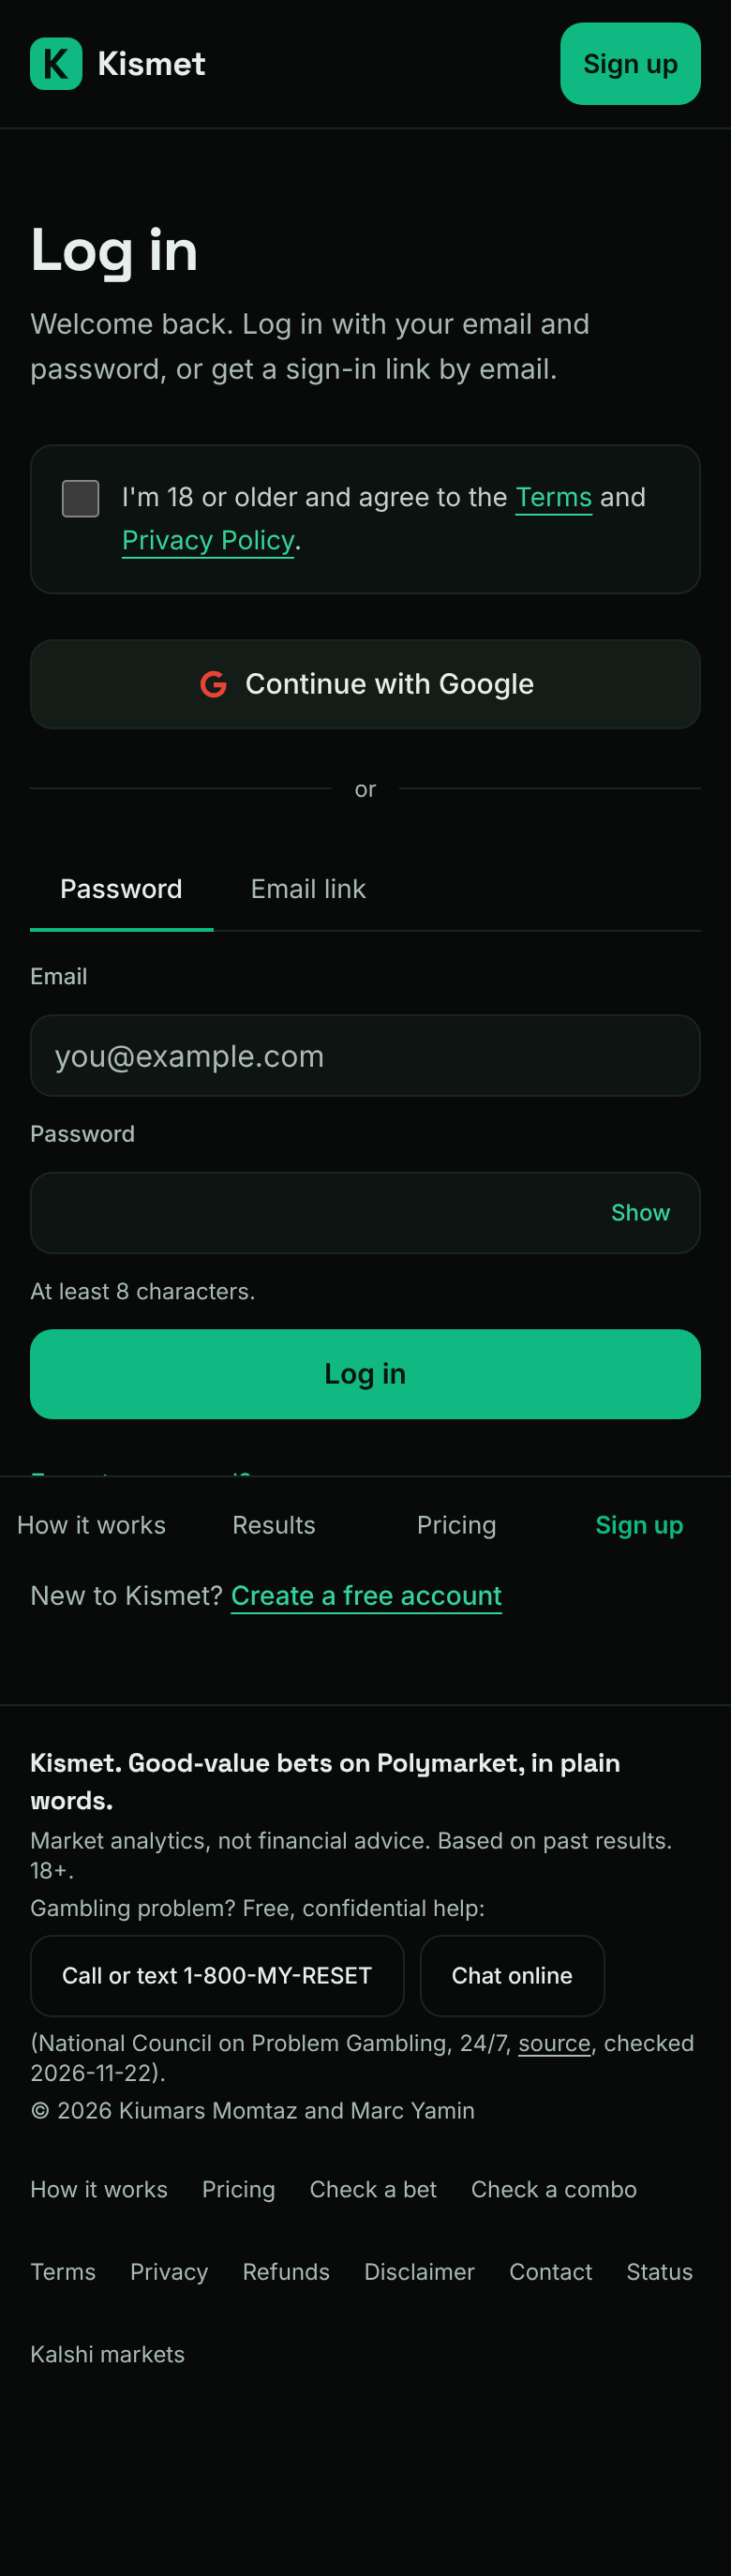 K Kismet
Sign up
Log in
Welcome back. Log in with your email and
password, or get a sign-in link by email.
I'm 18 or older and agree to the Terms and
Privacy Policy.
G Continue with Google
or
Password Email link
Email
you@example.com
Password
Show
At least 8 characters.
Log in
How it works Results Pricing Sign up
New to Kismet? Create a free account
Kismet. Good-value bets on Polymarket, in plain
words.
Market analytics, not financial advice. Based on past results.
18+.
Gambling problem? Free, confidential help:
Call or text 1-800-MY-RESET Chat online
(National Council on Problem Gambling, 24/7, source, checked
2026-11-22).
© 2026 Kiumars Momtaz and Marc Yamin
How it works Pricing Check a bet Check a combo
Terms Privacy Refunds Disclaimer Contact Status
Kalshi markets